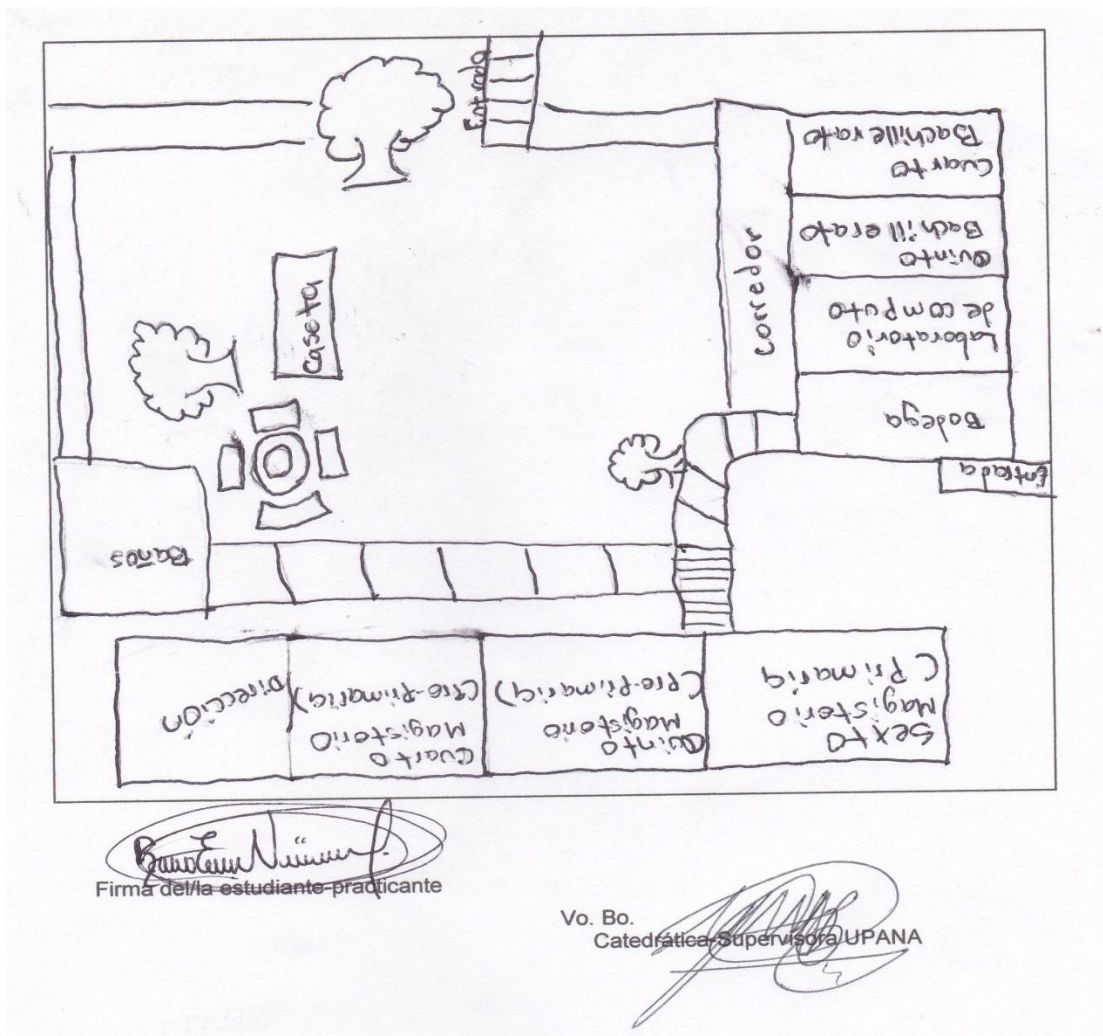 Entrada
Cuarto
Bachillerato
Quinto
Bachillerato
Laboratorio
de computo
Bodega
Corredor
Caseta
Entrada
Baños
Dirección
Cuarto
Magisterio
(Pre-Primaria)
Quinto
Magisterio
(Pre-Primaria)
Sexto
Magisterio
(Primaria
Firma del/la estudiante-practicante
Vo. Bo.
Catedrática-Supervisora UPANA